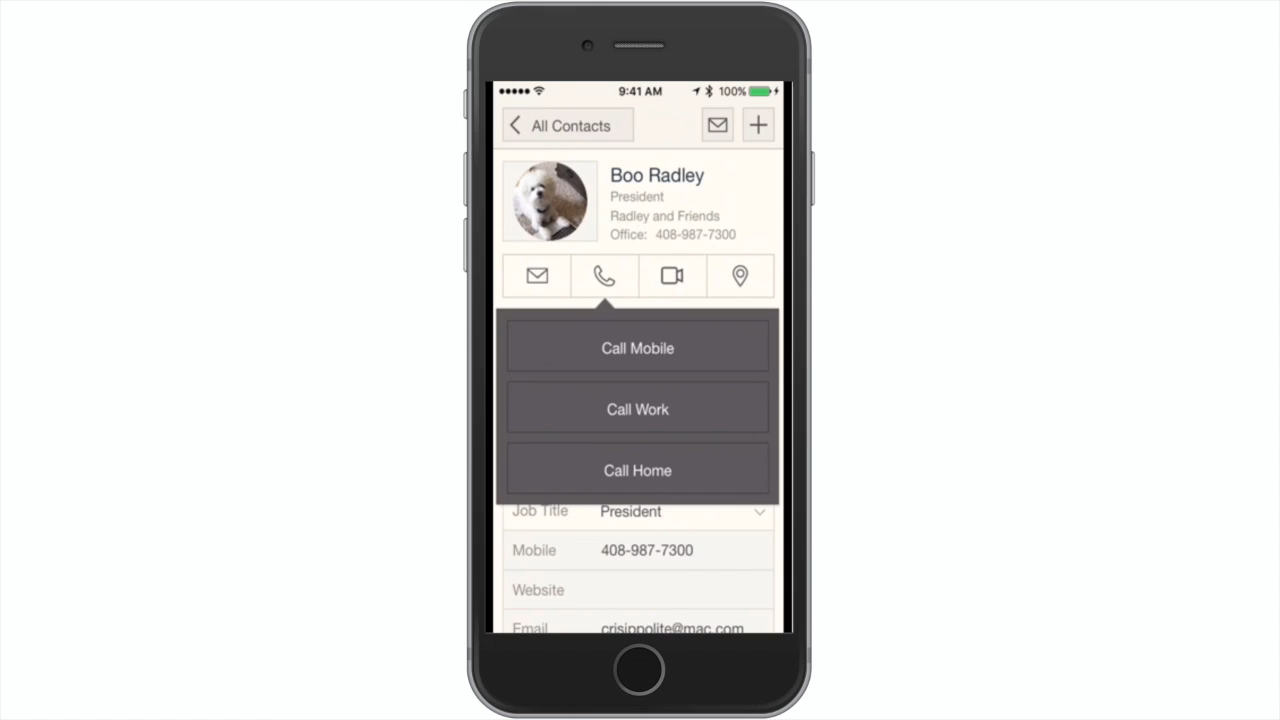 9:41 AM 100%
All Contacts
Boo Radley
President
Radley and Friends
Office: 408-987-7300
Call Mobile
Call Work
Call Home
Job Title President
Mobile 408-987-7300
Website
Email crisippolite@mac.com